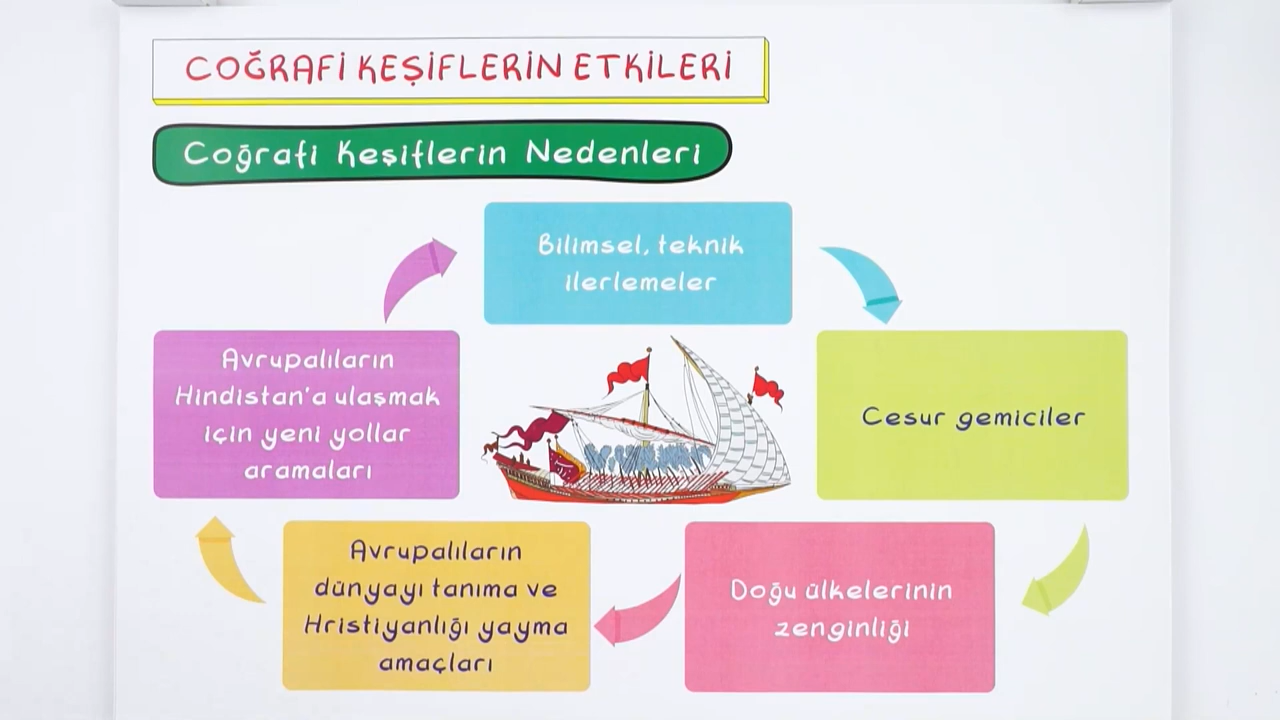 COĞRAFİ KEŞİFLERİN ETKİLERİ
Coğrafi Keşiflerin Nedenleri
Bilimsel, teknik
ilerlemeler
Cesur gemiciler
Doğu ülkelerinin
zenginliği
Avrupalıların
dünyayı tanıma ve
Hristiyanlığı yayma
amaçları
Avrupalıların
Hindistan'a ulaşmak
için yeni yollar
aramaları